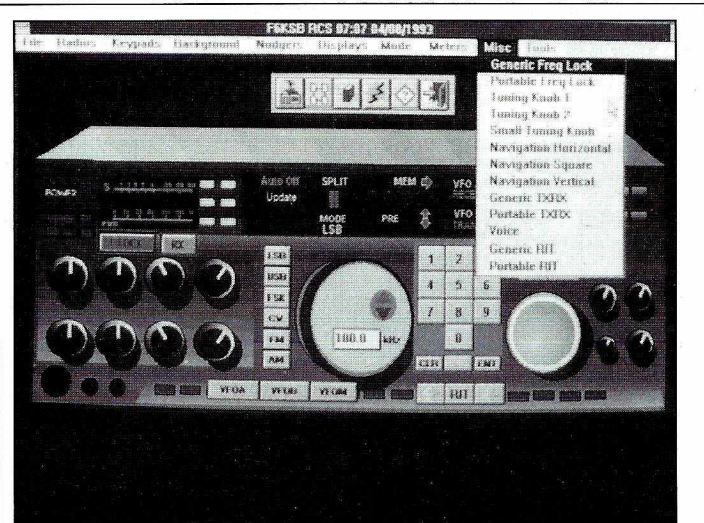 F6KSB RCS 07:07 04/08/1993
File Radios Keypads Background Nudgers Displays Mode Meters Misc Tools
Generic Freq Lock
Portable Freq Lock
Tuning Knob 1
Tuning Knob 2
Small Tuning Knob
Navigation Horizontal
Navigation Square
Navigation Vertical
Generic TXRX
Portable TXRX
Voice
Generic RIT
Portable RIT
POWER
Auto Off
Update
SPLIT
MODE
LSB
MEM
PRE
VFO
VFO
LOCK
RX
LSB
USB
FSK
CW
FM
AM
100.0 kHz
1 2
4 5 6
7 8 9
0
CLR ENT
VFOA VFOB VFOM
RIT